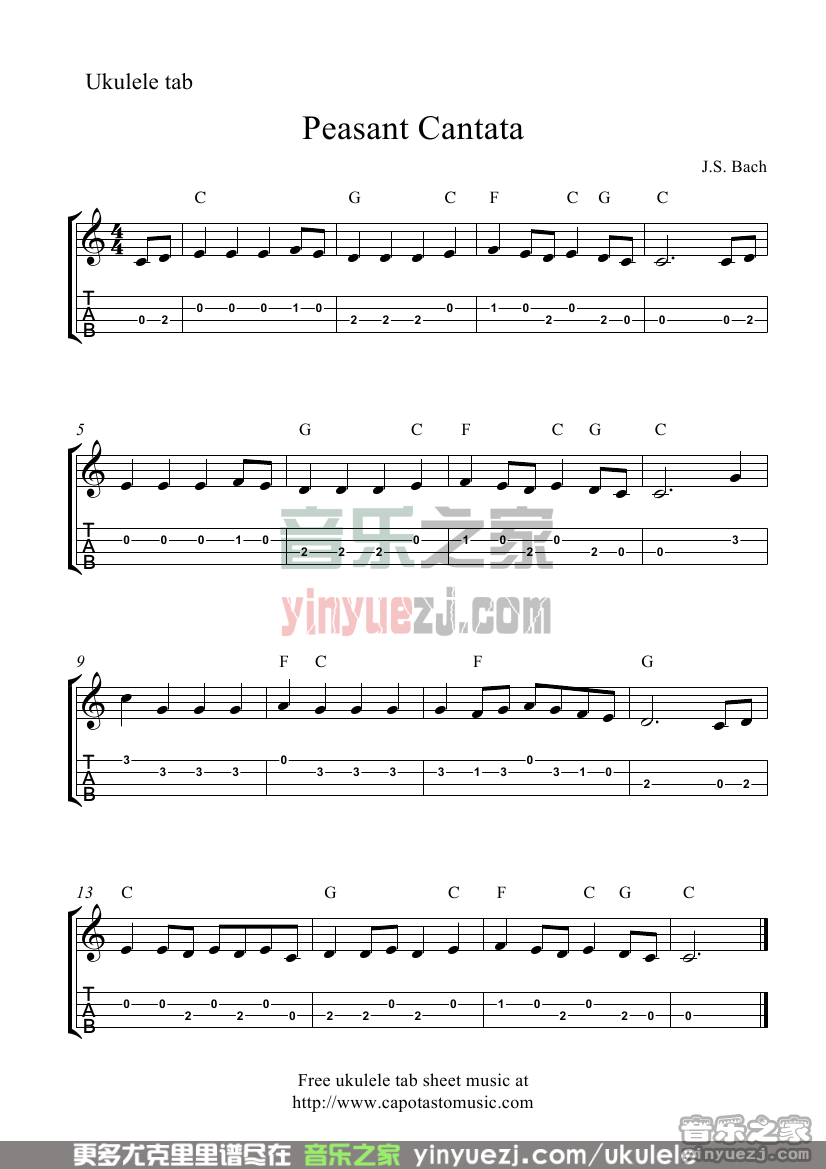 Ukulele tab
Peasant Cantata
J.S. Bach
C G C F C G C
4
4
T
A
B
0 2 0 0 0 1 0 2 2 2 0 1 0 2 0 2 0 0 0 2
5 G C F C G C
T
A
B
0 0 0 1 0 2 2 2 0 1 0 2 0 2 0 0 3
音乐之家
yinyuezj.com
9 F C F G
T
A
B
3 3 3 3 0 3 3 3 3 1 3 0 3 1 0 2 0 2
13 C G C F C G C
T
A
B
0 0 2 0 2 0 0 2 2 0 2 0 1 0 2 0 2 0 0
Free ukulele tab sheet music at
http://www.capotastomusic.com
音乐之家
yinyuezj.com
更多尤克里里谱尽在 音乐之家 yinyuezj.com/ukulele